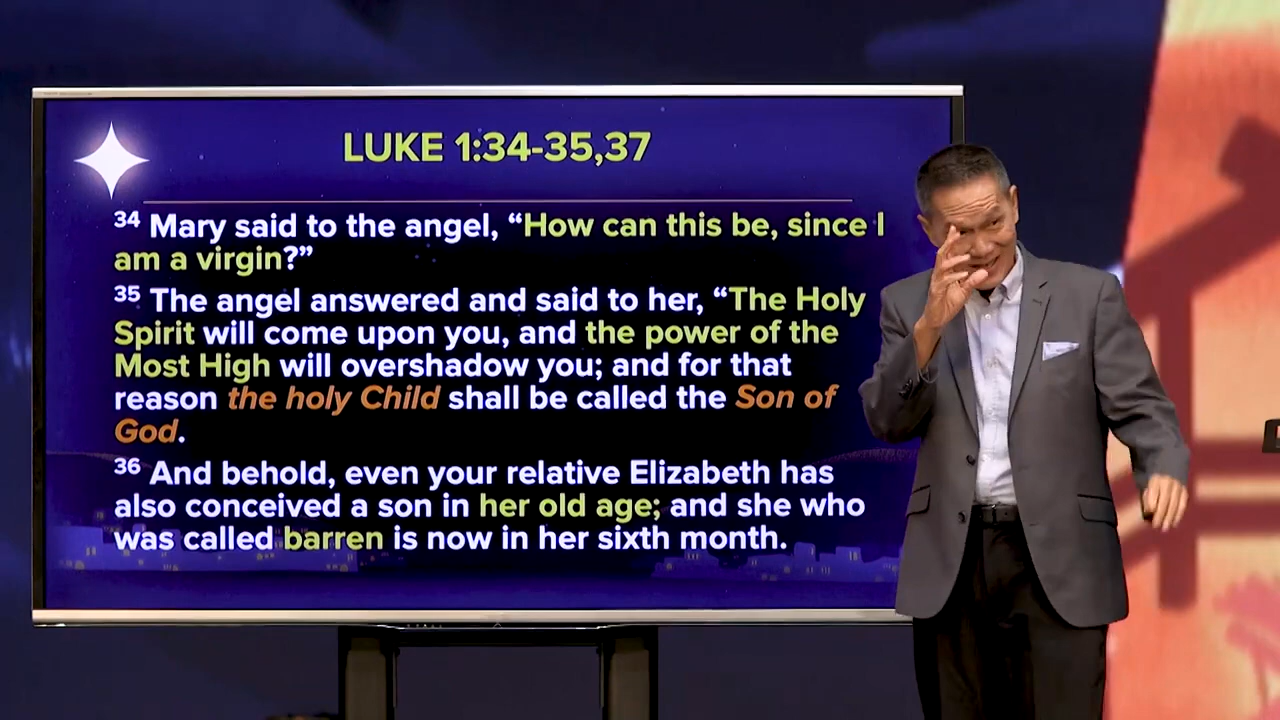 LUKE 1:34-35,37
34 Mary said to the angel, “How can this be, since I
am a virgin?”
35 The angel answered and said to her, “The Holy
Spirit will come upon you, and the power of the
Most High will overshadow you; and for that
reason the holy Child shall be called the Son of
God.
36 And behold, even your relative Elizabeth has
also conceived a son in her old age; and she who
was called barren is now in her sixth month.